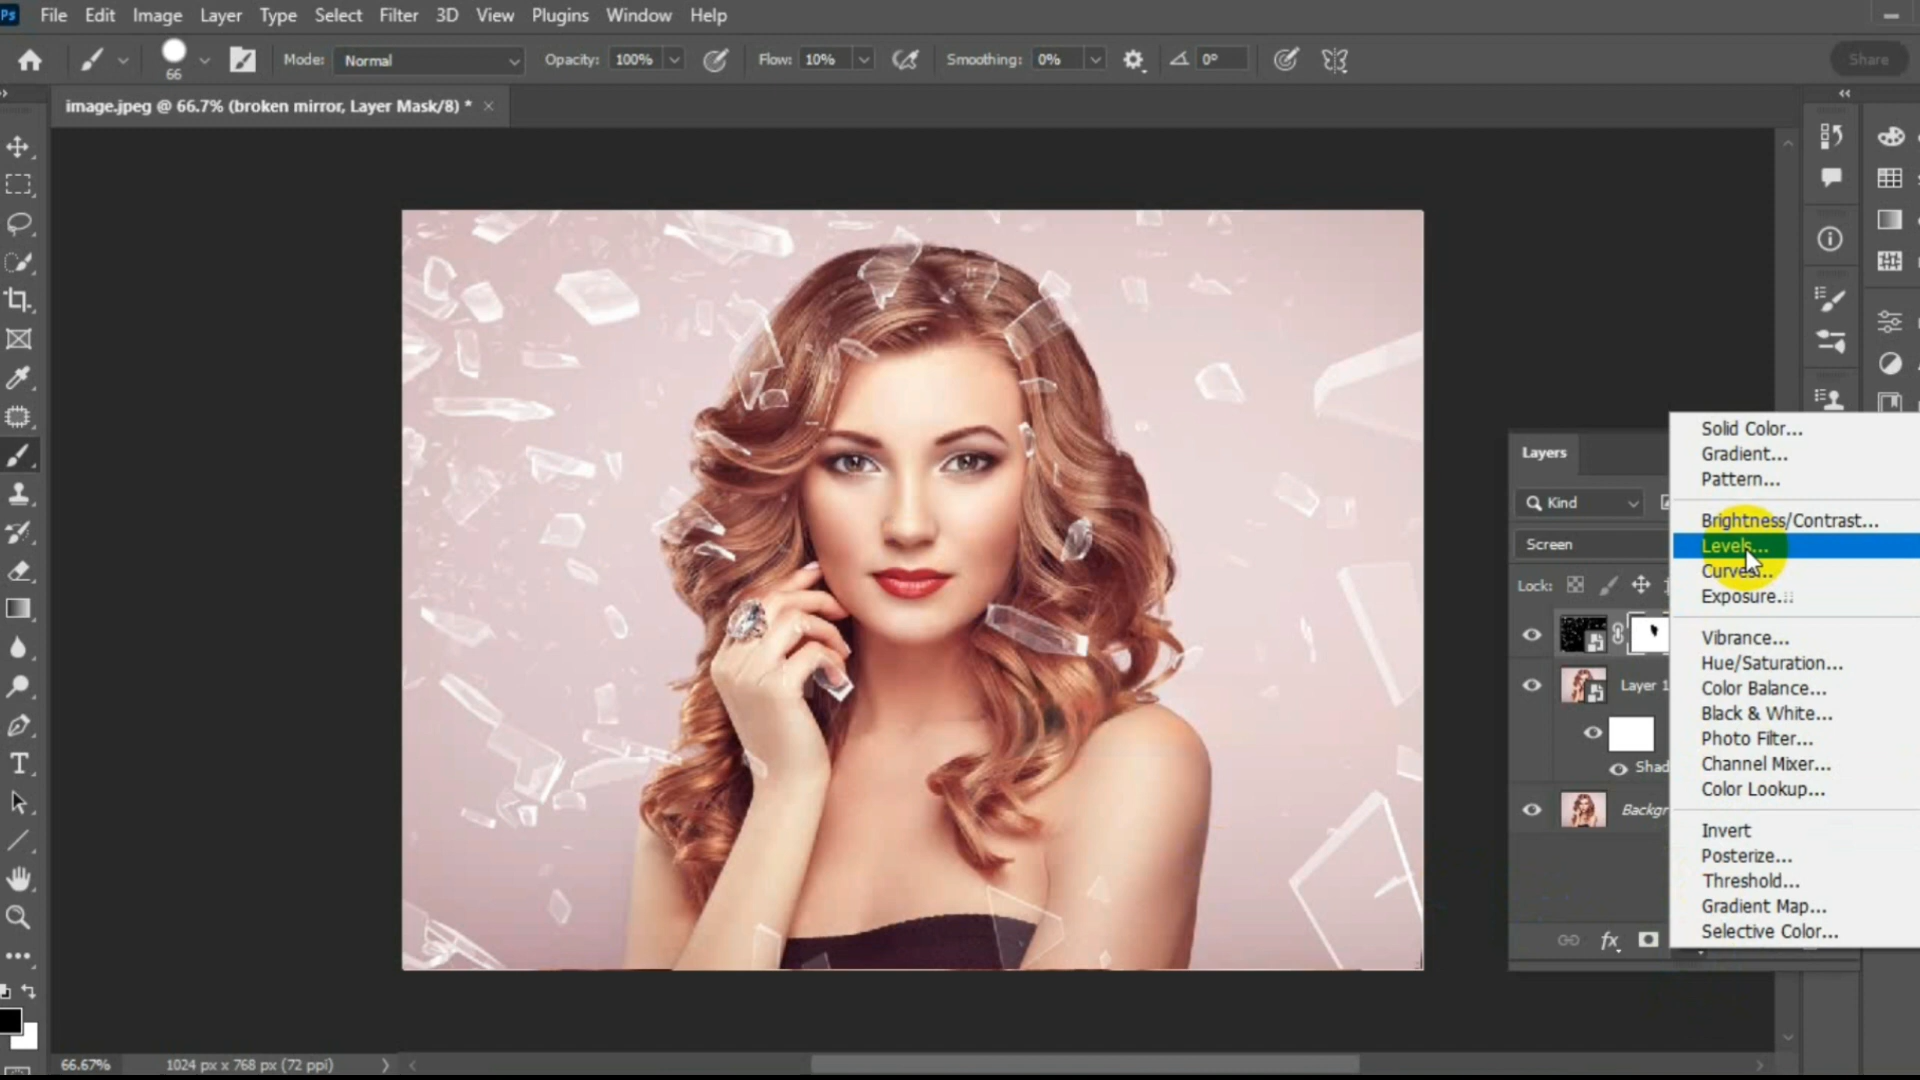 Ps File Edit Image Layer Type Select Filter 3D View Plugins Window Help
66 Mode: Normal Opacity: 100% Flow: 10% Smoothing: 0% 0° Share
image.jpeg @ 66.7% (broken mirror, Layer Mask/8) *
Solid Color...
Gradient...
Pattern...
Brightness/Contrast...
Levels...
Curves...
Exposure...
Vibrance...
Hue/Saturation...
Color Balance...
Black & White...
Photo Filter...
Channel Mixer...
Color Lookup...
Invert
Posterize...
Threshold...
Gradient Map...
Selective Color...
Layers
Kind
Screen
Lock:
Layer 1
Shad
Backgr
fx
66.67% 1024 px x 768 px (72 ppi)